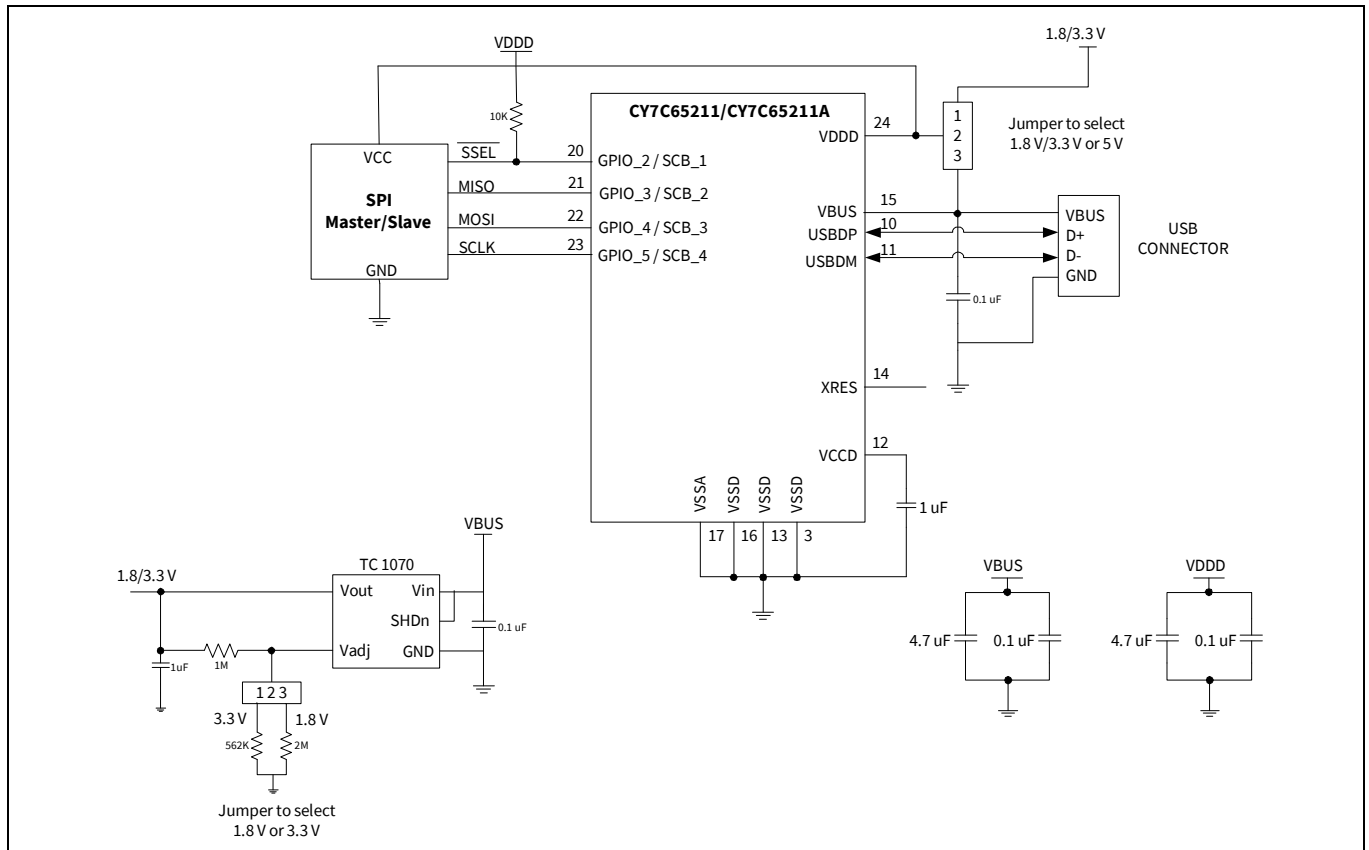 1.8/3.3 V
VDDD
10K
CY7C65211/CY7C65211A
VDDD
24
1
2
3
Jumper to select
1.8 V/3.3 V or 5 V
VCC
SPI
Master/Slave
GND
SSEL
20
GPIO_2 / SCB_1
MISO
21
GPIO_3 / SCB_2
MOSI
22
GPIO_4 / SCB_3
SCLK
23
GPIO_5 / SCB_4
VBUS
15
USBDP
10
USBDM
11
VBUS
D+
D-
GND
USB
CONNECTOR
0.1 uF
XRES
14
VCCD
12
1 uF
VSSA
VSSD
VSSD
VSSD
17
16
13
3
VBUS
TC 1070
1.8/3.3 V
Vout
Vin
SHDn
Vadj
GND
0.1 uF
1uF
1M
1 2 3
3.3 V
1.8 V
562K
2M
Jumper to select
1.8 V or 3.3 V
VBUS
4.7 uF
0.1 uF
VDDD
4.7 uF
0.1 uF